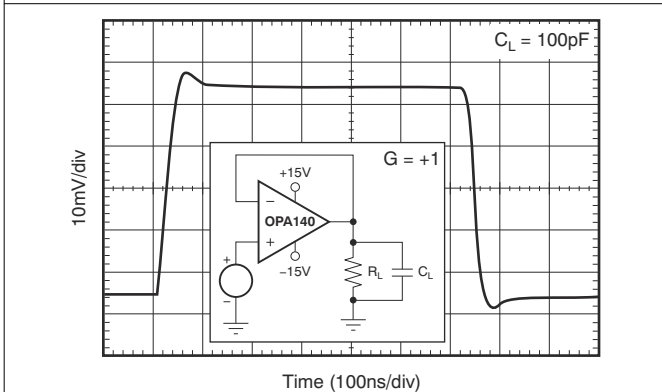 C_L = 100pF
10mV/div
G = +1
+15V
−
OPA140
+
−15V
+
−
R_L
C_L
Time (100ns/div)